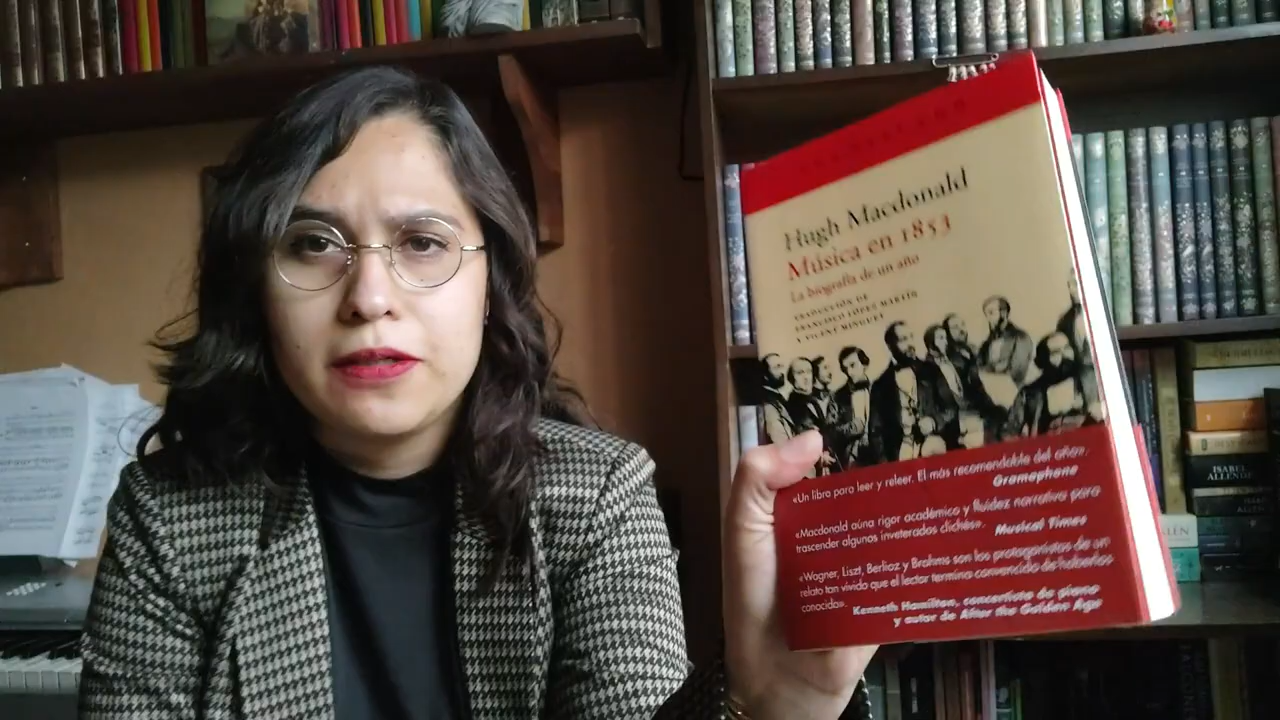 Hugh Macdonald
Música en 1853
La biografía de un año
TRADUCCIÓN DE
FRANCISCO LÓPEZ MARTÍN
Y VICENT MINGUET
«Un libro para leer y releer. El más recomendable del año».
Gramophone
«Macdonald aúna rigor académico y fluidez narrativa para
trascender algunos inveterados clichés».
Musical Times
«Wagner, Liszt, Berlioz y Brahms son los protagonistas de un
relato tan vívido que el lector termina convencido de haberlos
conocido».
Kenneth Hamilton, concertista de piano
y autor de After the Golden Age
ISABEL
ALLENDE